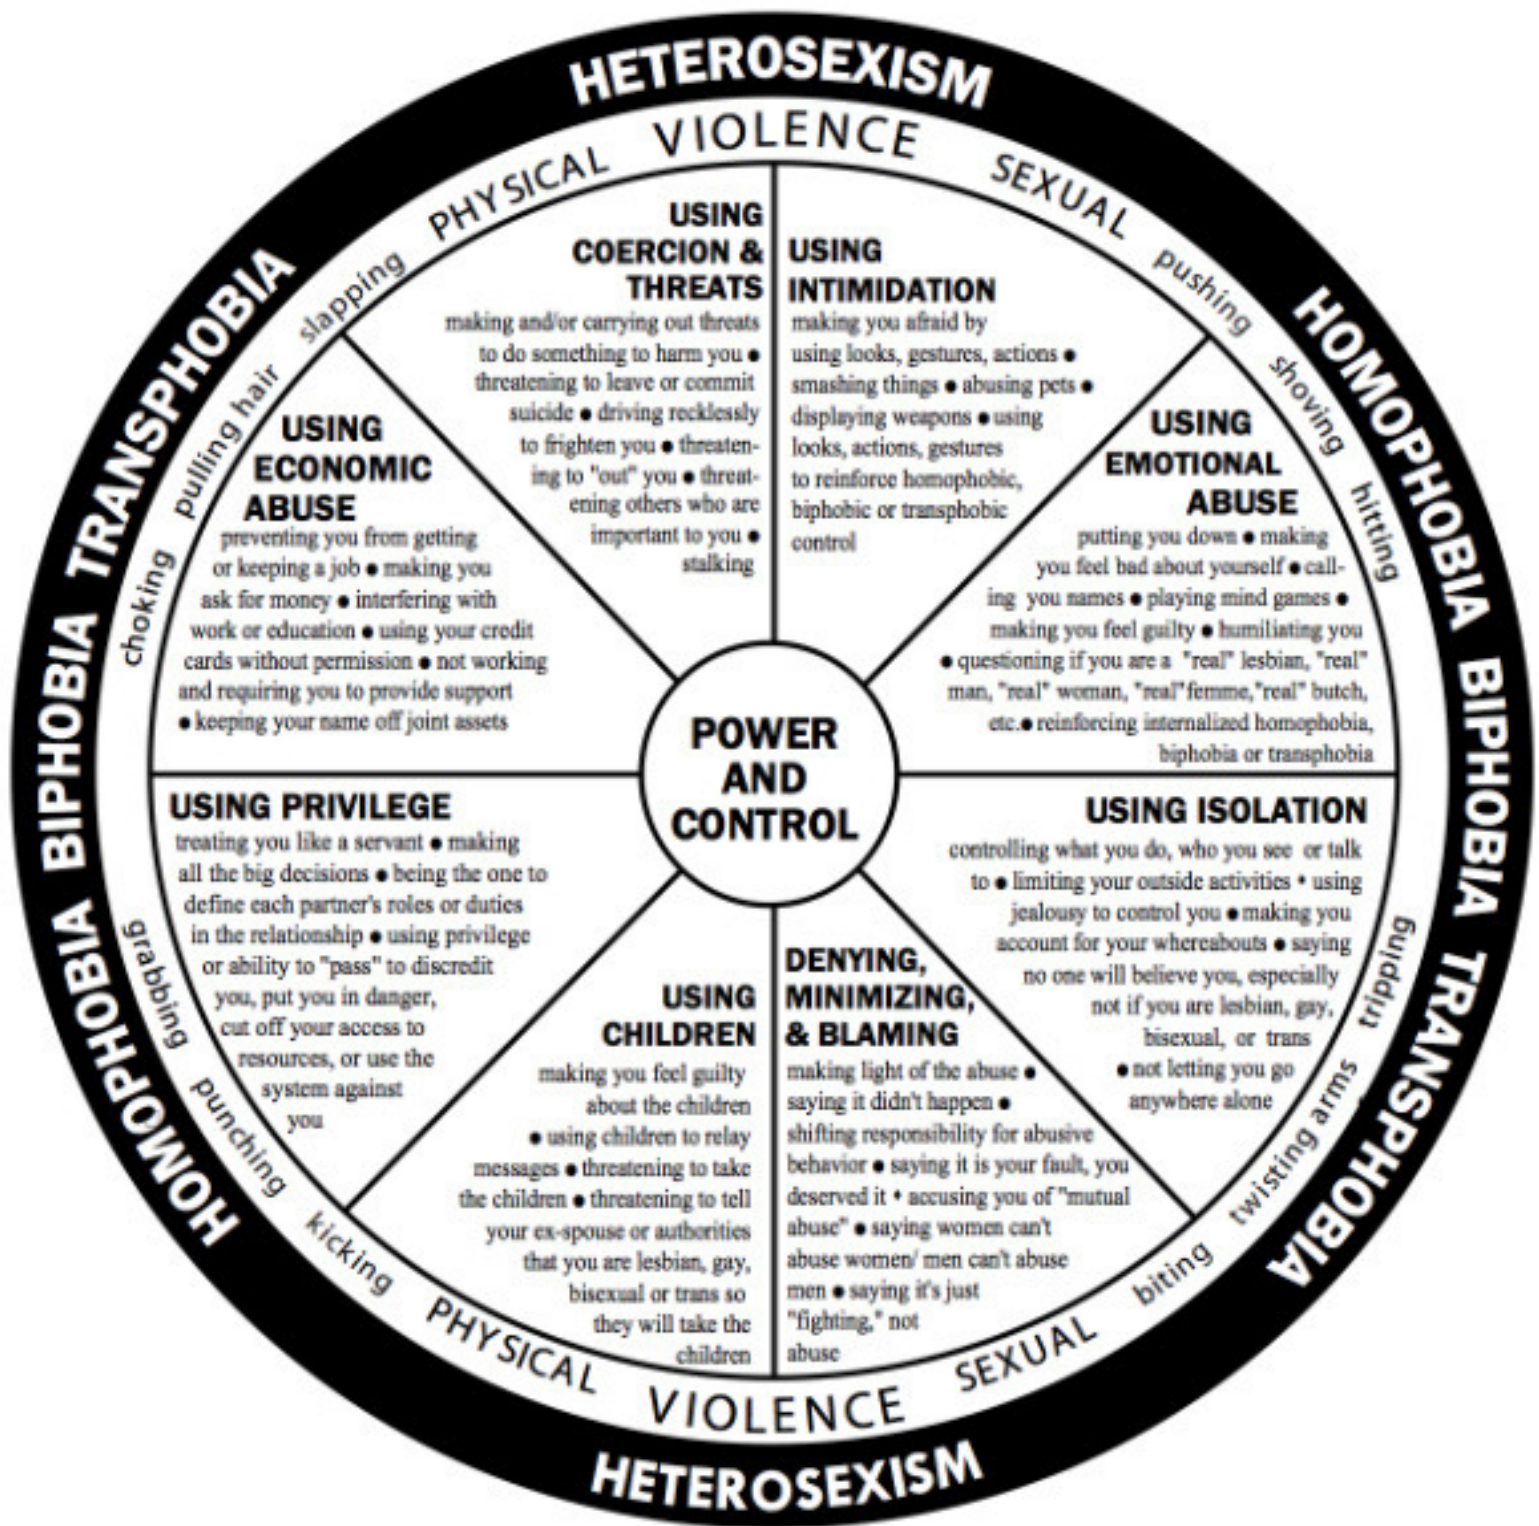 HETEROSEXISM
HOMOPHOBIA BIPHOBIA TRANSPHOBIA
HETEROSEXISM
HOMOPHOBIA BIPHOBIA TRANSPHOBIA
PHYSICAL VIOLENCE SEXUAL
pushing
shoving
hitting
tripping
twisting arms
biting
PHYSICAL VIOLENCE SEXUAL
kicking
punching
grabbing
choking
pulling hair
slapping
POWER
AND
CONTROL
USING
COERCION &
THREATS
making and/or carrying out threats
to do something to harm you ●
threatening to leave or commit
suicide ● driving recklessly
to frighten you ● threaten-
ing to "out" you ● threat-
ening others who are
important to you ●
stalking
USING
INTIMIDATION
making you afraid by
using looks, gestures, actions ●
smashing things ● abusing pets ●
displaying weapons ● using
looks, actions, gestures
to reinforce homophobic,
biphobic or transphobic
control
USING
EMOTIONAL
ABUSE
putting you down ● making
you feel bad about yourself ● call-
ing you names ● playing mind games ●
making you feel guilty ● humiliating you
● questioning if you are a "real" lesbian, "real"
man, "real" woman, "real"femme,"real" butch,
etc.● reinforcing internalized homophobia,
biphobia or transphobia
USING ISOLATION
controlling what you do, who you see or talk
to ● limiting your outside activities • using
jealousy to control you ● making you
account for your whereabouts ● saying
no one will believe you, especially
not if you are lesbian, gay,
bisexual, or trans
● not letting you go
anywhere alone
DENYING,
MINIMIZING,
& BLAMING
making light of the abuse ●
saying it didn't happen ●
shifting responsibility for abusive
behavior ● saying it is your fault, you
deserved it • accusing you of "mutual
abuse" ● saying women can't
abuse women/ men can't abuse
men ● saying it's just
"fighting," not
abuse
USING
CHILDREN
making you feel guilty
about the children
● using children to relay
messages ● threatening to take
the children ● threatening to tell
your ex-spouse or authorities
that you are lesbian, gay,
bisexual or trans so
they will take the
children
USING PRIVILEGE
treating you like a servant ● making
all the big decisions ● being the one to
define each partner's roles or duties
in the relationship ● using privilege
or ability to "pass" to discredit
you, put you in danger,
cut off your access to
resources, or use the
system against
you
USING
ECONOMIC
ABUSE
preventing you from getting
or keeping a job ● making you
ask for money ● interfering with
work or education ● using your credit
cards without permission ● not working
and requiring you to provide support
● keeping your name off joint assets